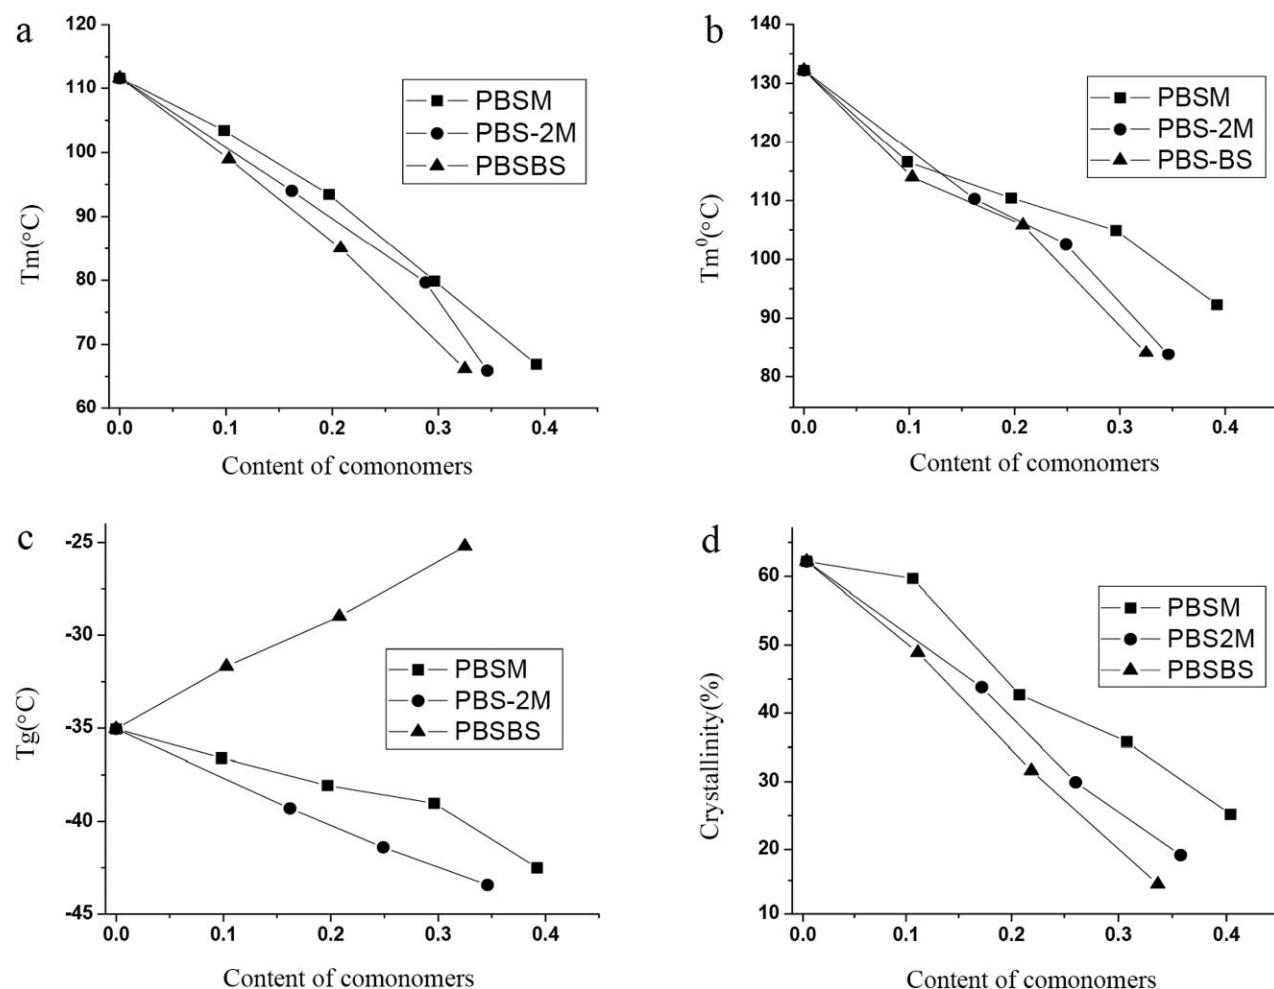 a
120
110
100
90
80
70
60
Tm(°C)
PBSM
PBS-2M
PBSBS
0.0 0.1 0.2 0.3 0.4
Content of comonomers
b
140
130
120
110
100
90
80
Tm⁰(°C)
PBSM
PBS-2M
PBS-BS
0.0 0.1 0.2 0.3 0.4
Content of comonomers
c
-25
-30
-35
-40
-45
Tg(°C)
PBSM
PBS-2M
PBSBS
0.0 0.1 0.2 0.3 0.4
Content of comonomers
d
60
50
40
30
20
10
Crystallinity(%)
PBSM
PBS2M
PBSBS
0.0 0.1 0.2 0.3 0.4
Content of comonomers